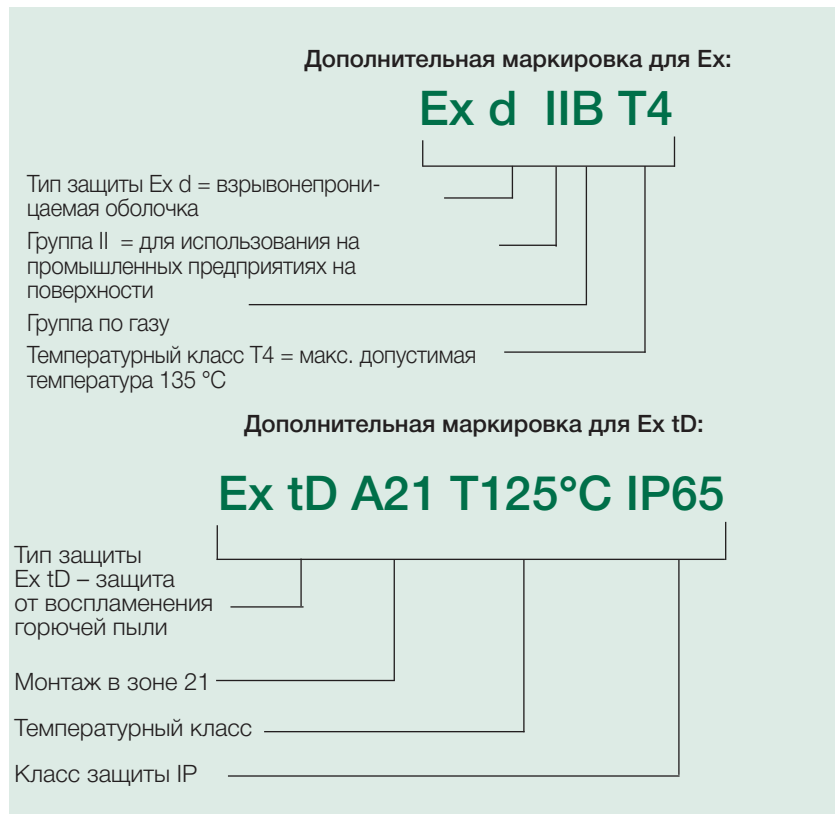 Дополнительная маркировка для Ex:
Ex d IIB T4
Тип защиты Ex d = взрывонепрони-
цаемая оболочка
Группа II = для использования на
промышленных предприятиях на
поверхности
Группа по газу
Температурный класс T4 = макс. допустимая
температура 135 °C
Дополнительная маркировка для Ex tD:
Ex tD A21 T125°C IP65
Тип защиты
Ex tD – защита
от воспламенения
горючей пыли
Монтаж в зоне 21
Температурный класс
Класс защиты IP